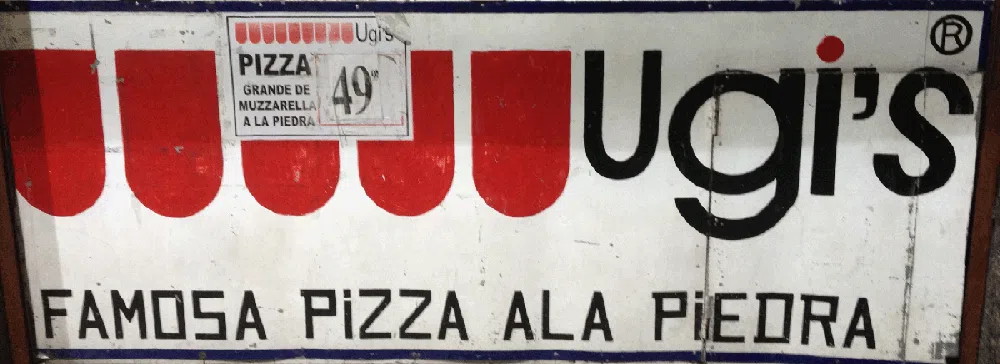 Ugi's
PIZZA
GRANDE DE
MUZZARELLA
A LA PIEDRA
49
Ugi's ®
FAMOSA PiZZA ALA PiEDRA